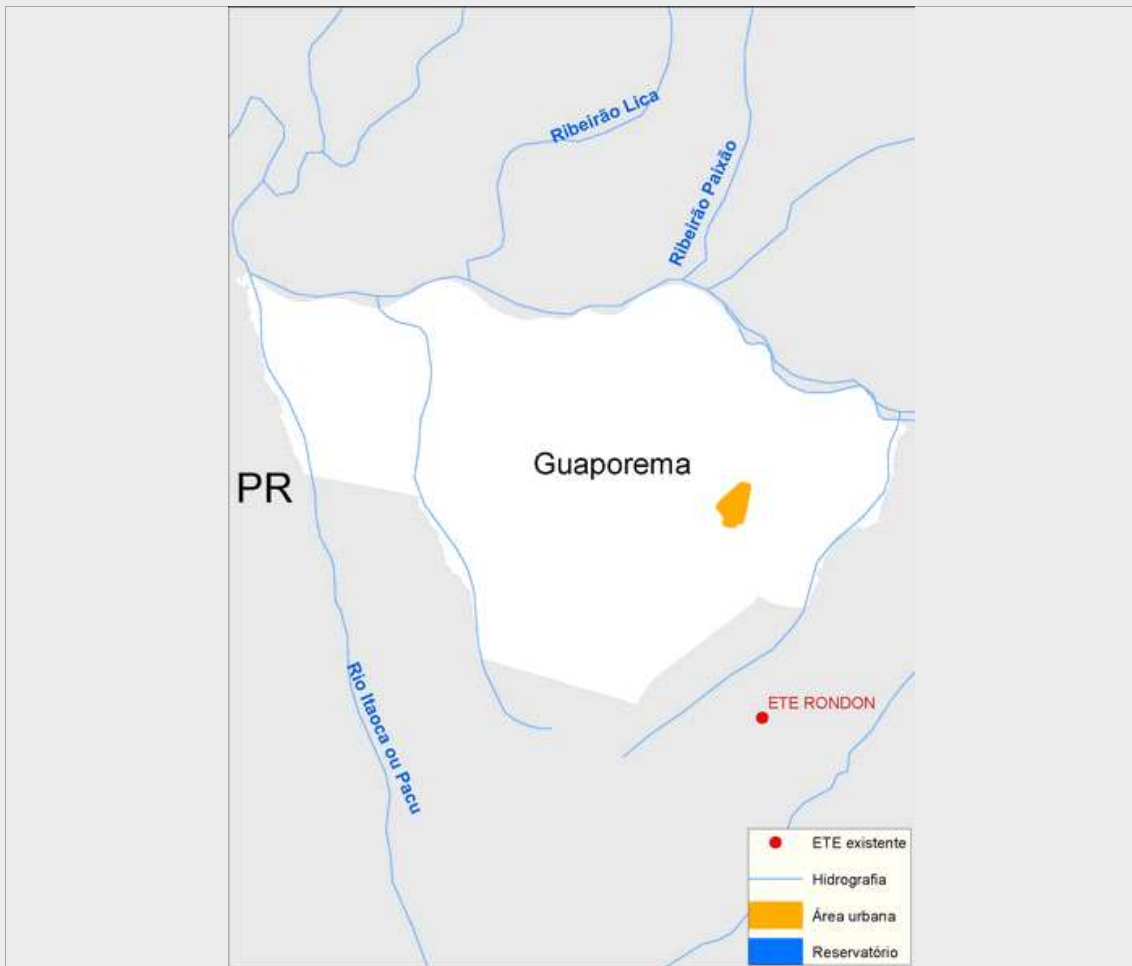 Ribeirão Lica
Ribeirão Paixão
Guaporema
PR
Rio Itaoca ou Pacu
ETE RONDON
ETE existente
Hidrografia
Área urbana
Reservatório